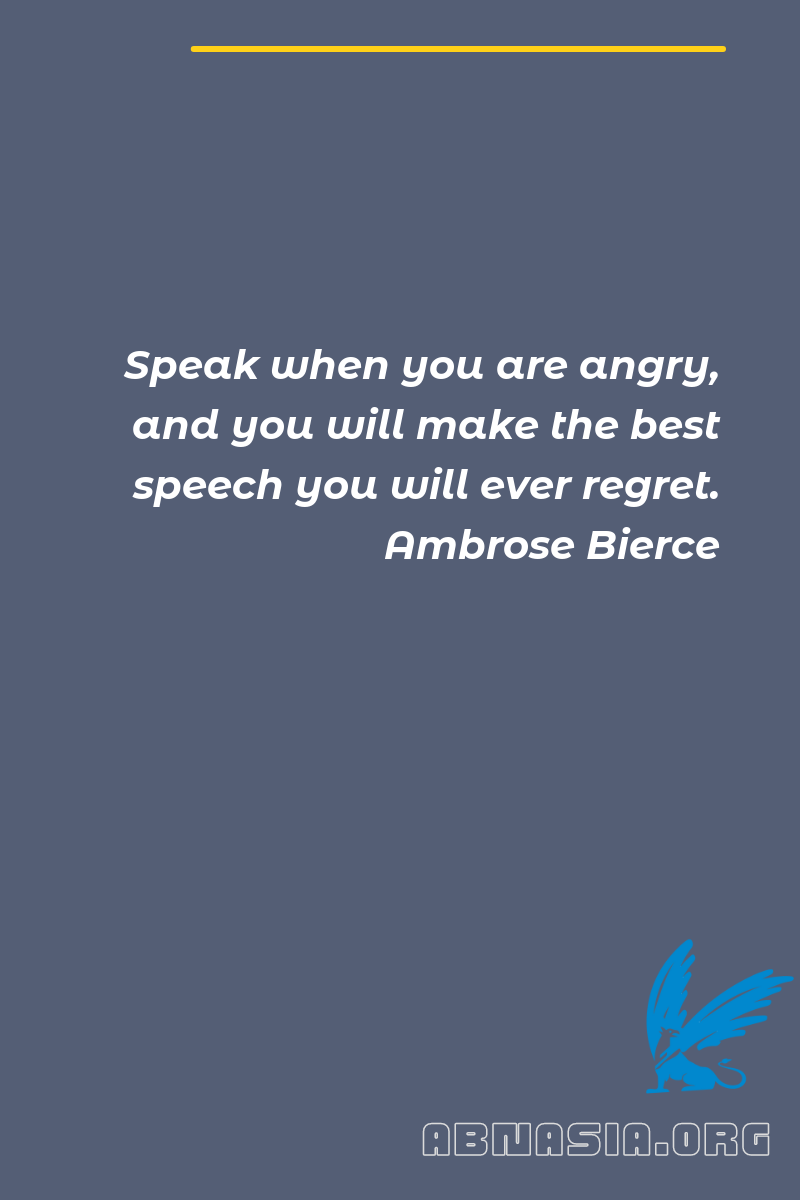 Speak when you are angry,
and you will make the best
speech you will ever regret.
Ambrose Bierce
ABNASIA.ORG